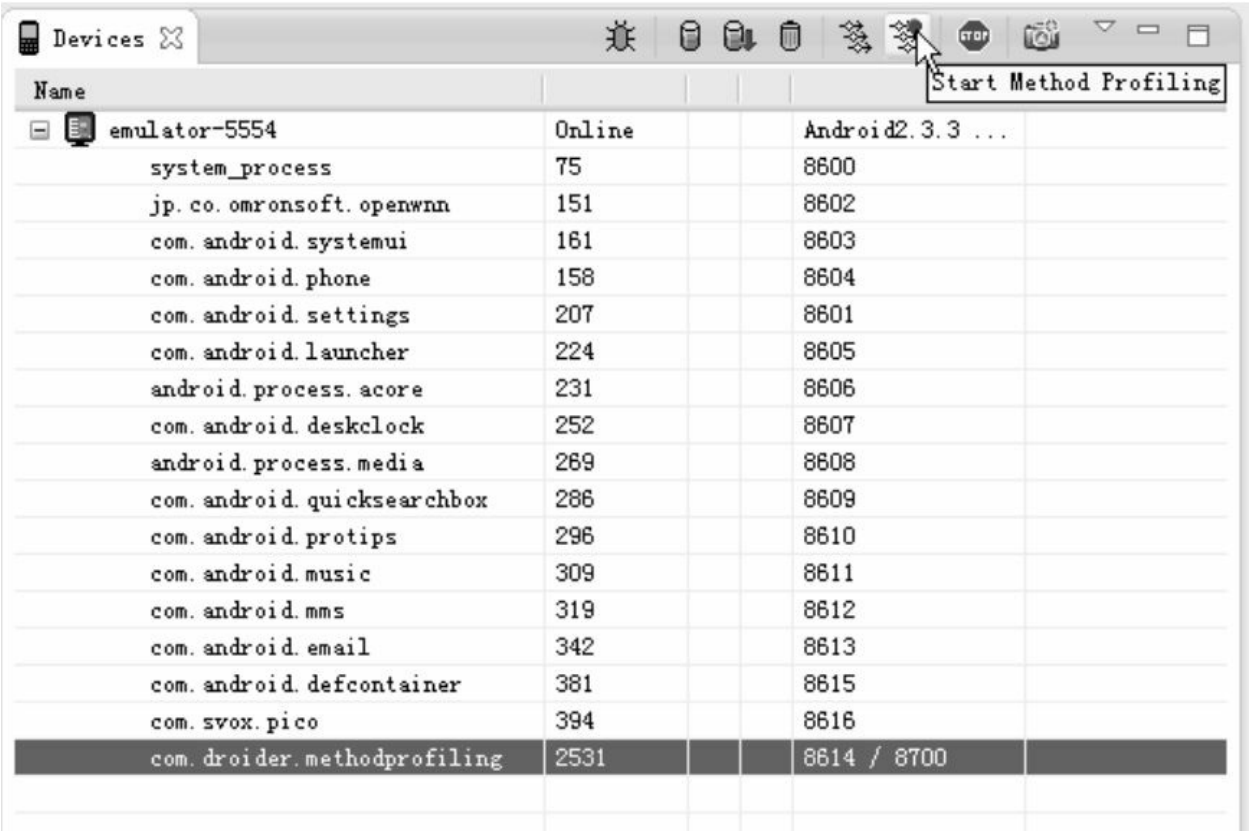 Devices
STOP
Start Method Profiling
Name
emulator-5554 Online Android2.3.3 ...
system_process 75 8600
jp.co.omronsoft.openwnn 151 8602
com.android.systemui 161 8603
com.android.phone 158 8604
com.android.settings 207 8601
com.android.launcher 224 8605
android.process.acore 231 8606
com.android.deskclock 252 8607
android.process.media 269 8608
com.android.quicksearchbox 286 8609
com.android.protips 296 8610
com.android.music 309 8611
com.android.mms 319 8612
com.android.email 342 8613
com.android.defcontainer 381 8615
com.svox.pico 394 8616
com.droider.methodprofiling 2531 8614 / 8700